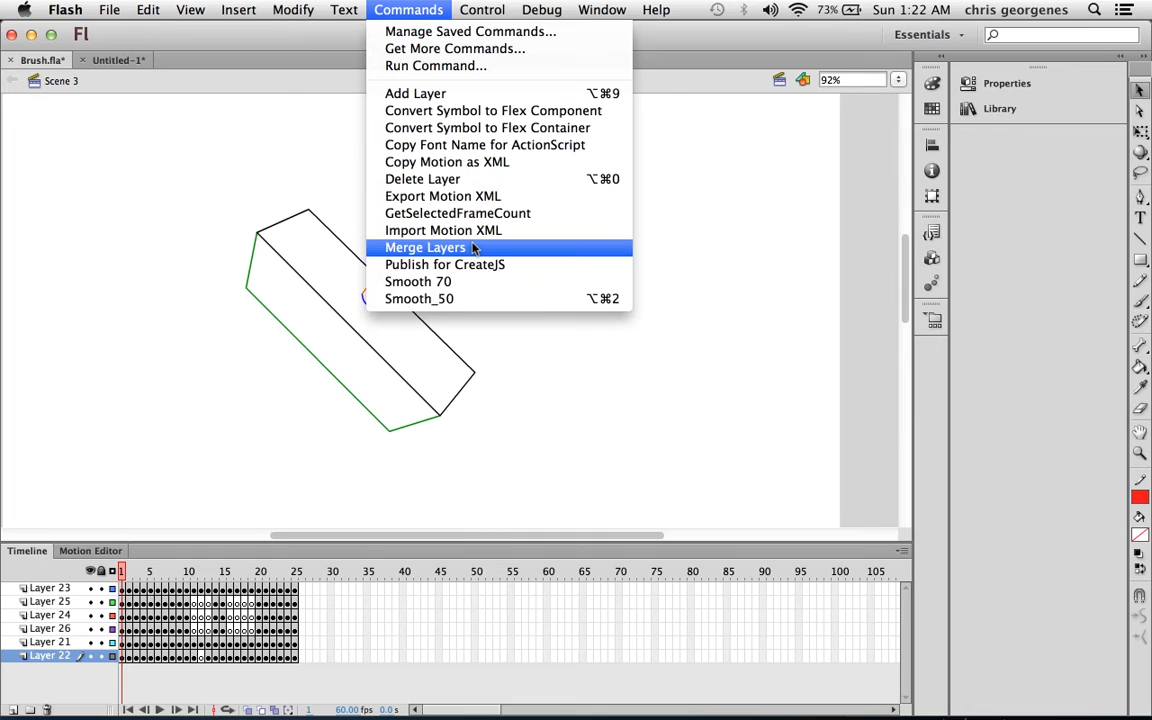 Flash File Edit View Insert Modify Text Commands Control Debug Window Help 73% Sun 1:22 AM chris georgenes
Fl Essentials
Brush.fla* Untitled-1*
Scene 3 92%
Manage Saved Commands...
Get More Commands...
Run Command...
Add Layer ⌥⌘9
Convert Symbol to Flex Component
Convert Symbol to Flex Container
Copy Font Name for ActionScript
Copy Motion as XML
Delete Layer ⌥⌘0
Export Motion XML
GetSelectedFrameCount
Import Motion XML
Merge Layers
Publish for CreateJS
Smooth 70
Smooth_50 ⌥⌘2
Properties
Library
Timeline Motion Editor
1 5 10 15 20 25 30 35 40 45 50 55 60 65 70 75 80 85 90 95 100 105
Layer 23
Layer 25
Layer 24
Layer 26
Layer 21
Layer 22
1 60.00 fps 0.0 s